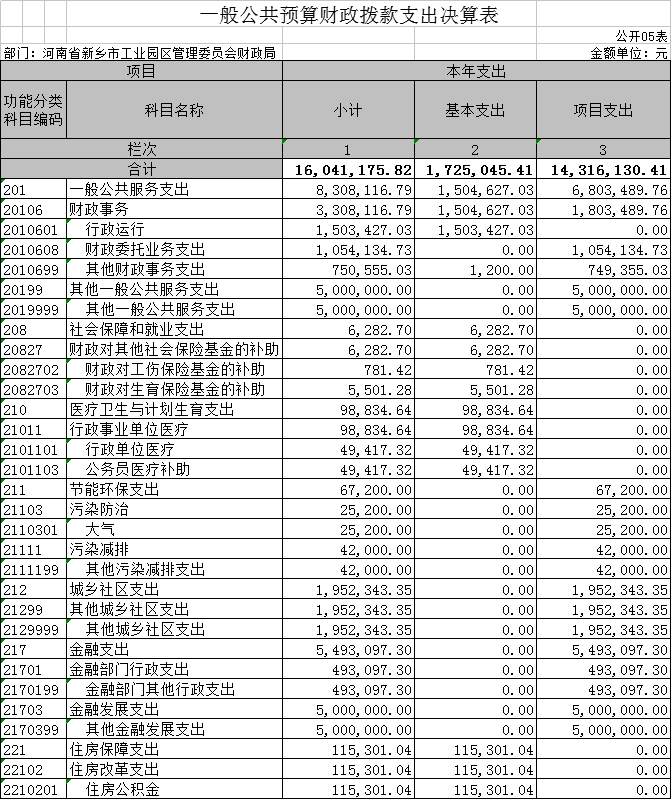 一般公共预算财政拨款支出决算表
公开05表
部门：河南省新乡市工业园区管理委员会财政局 金额单位：元
项目 本年支出
功能分类科目编码 科目名称 小计 基本支出 项目支出
栏次 1 2 3
合计 16,041,175.82 1,725,045.41 14,316,130.41
201 一般公共服务支出 8,308,116.79 1,504,627.03 6,803,489.76
20106 财政事务 3,308,116.79 1,504,627.03 1,803,489.76
2010601 行政运行 1,503,427.03 1,503,427.03 0.00
2010608 财政委托业务支出 1,054,134.73 0.00 1,054,134.73
2010699 其他财政事务支出 750,555.03 1,200.00 749,355.03
20199 其他一般公共服务支出 5,000,000.00 0.00 5,000,000.00
2019999 其他一般公共服务支出 5,000,000.00 0.00 5,000,000.00
208 社会保障和就业支出 6,282.70 6,282.70 0.00
20827 财政对其他社会保险基金的补助 6,282.70 6,282.70 0.00
2082702 财政对工伤保险基金的补助 781.42 781.42 0.00
2082703 财政对生育保险基金的补助 5,501.28 5,501.28 0.00
210 医疗卫生与计划生育支出 98,834.64 98,834.64 0.00
21011 行政事业单位医疗 98,834.64 98,834.64 0.00
2101101 行政单位医疗 49,417.32 49,417.32 0.00
2101103 公务员医疗补助 49,417.32 49,417.32 0.00
211 节能环保支出 67,200.00 0.00 67,200.00
21103 污染防治 25,200.00 0.00 25,200.00
2110301 大气 25,200.00 0.00 25,200.00
21111 污染减排 42,000.00 0.00 42,000.00
2111199 其他污染减排支出 42,000.00 0.00 42,000.00
212 城乡社区支出 1,952,343.35 0.00 1,952,343.35
21299 其他城乡社区支出 1,952,343.35 0.00 1,952,343.35
2129999 其他城乡社区支出 1,952,343.35 0.00 1,952,343.35
217 金融支出 5,493,097.30 0.00 5,493,097.30
21701 金融部门行政支出 493,097.30 0.00 493,097.30
2170199 金融部门其他行政支出 493,097.30 0.00 493,097.30
21703 金融发展支出 5,000,000.00 0.00 5,000,000.00
2170399 其他金融发展支出 5,000,000.00 0.00 5,000,000.00
221 住房保障支出 115,301.04 115,301.04 0.00
22102 住房改革支出 115,301.04 115,301.04 0.00
2210201 住房公积金 115,301.04 115,301.04 0.00